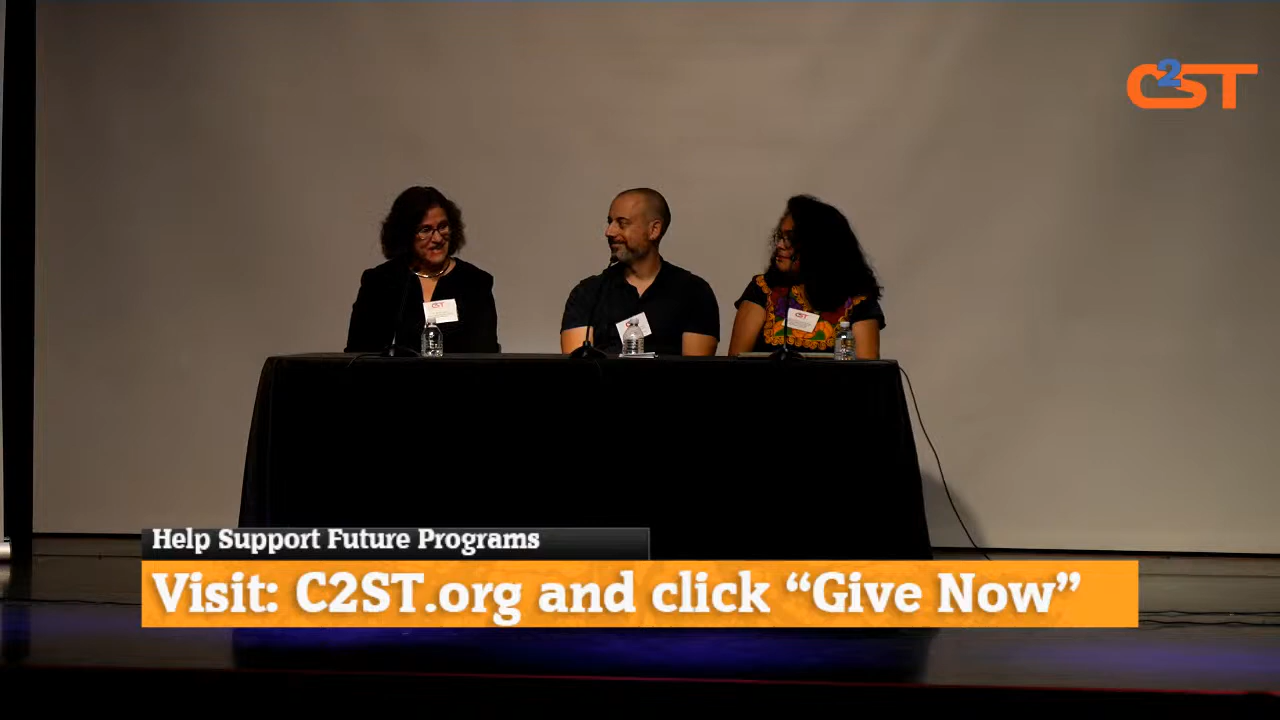 C2ST
Help Support Future Programs
Visit: C2ST.org and click “Give Now”